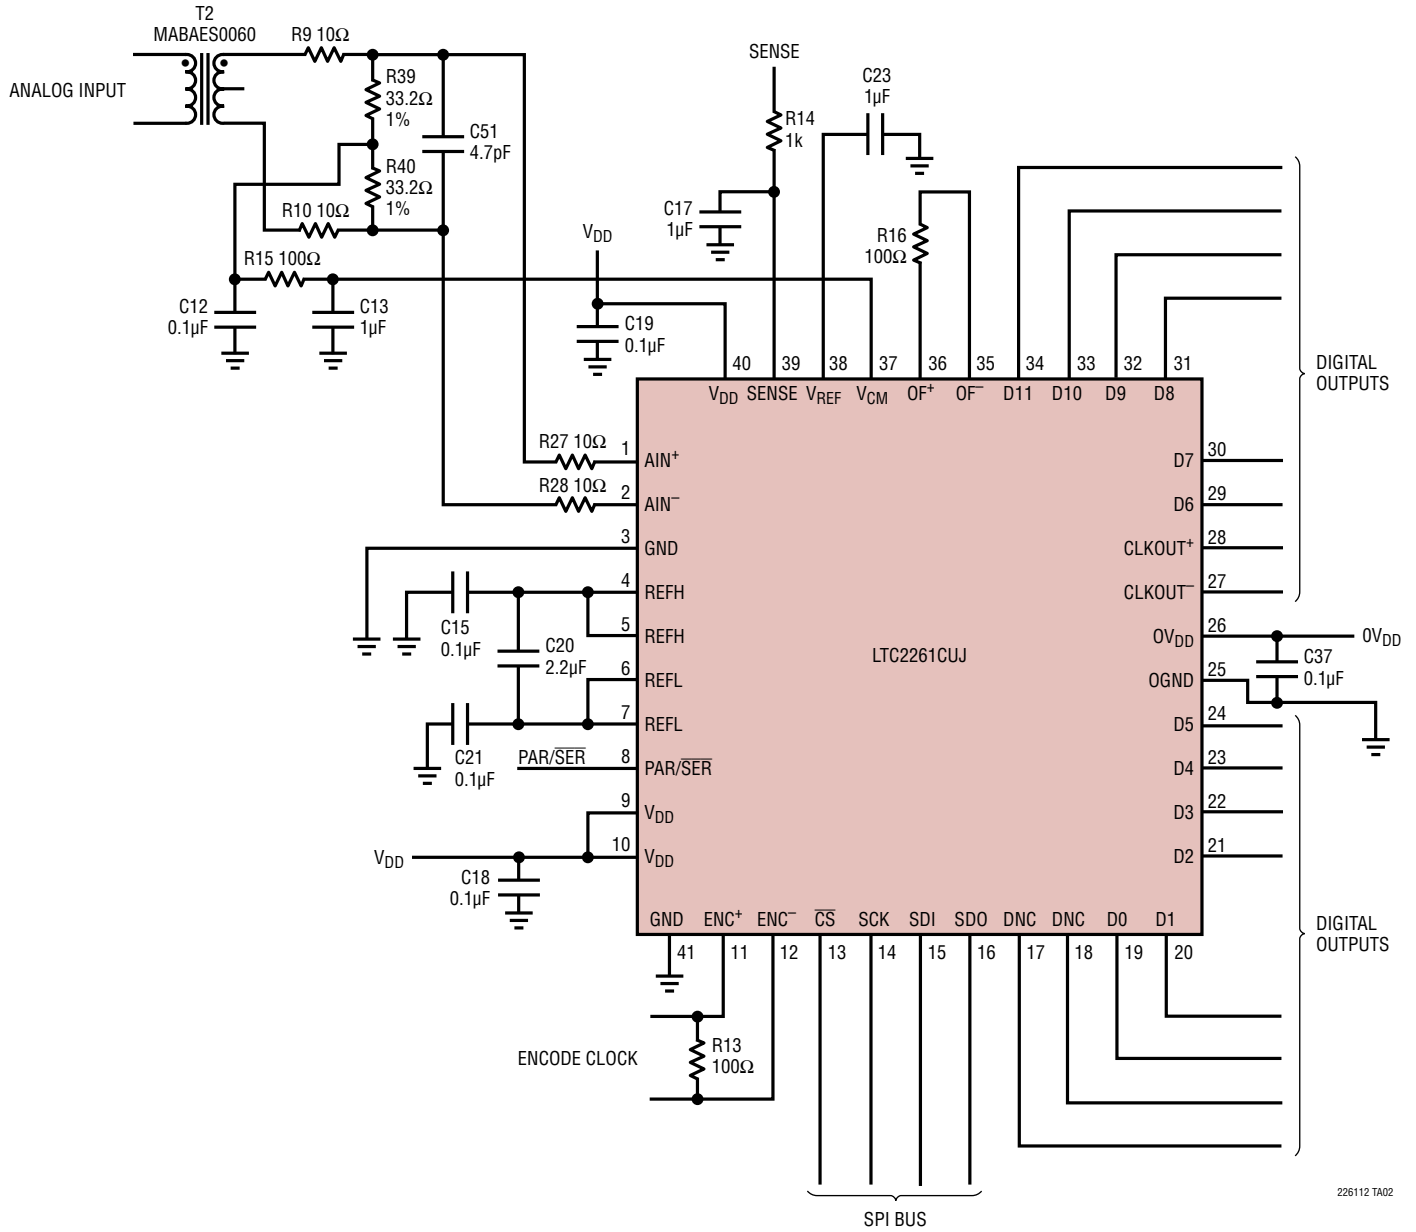 T2
MABAES0060
R9 10Ω
ANALOG INPUT
R39
33.2Ω
1%
C51
4.7pF
R40
33.2Ω
1%
R10 10Ω
R15 100Ω
C12
0.1µF
C13
1µF
SENSE
R14
1k
C23
1µF
C17
1µF
VDD
C19
0.1µF
R16
100Ω
40 39 38 37 36 35 34 33 32 31
VDD SENSE VREF VCM OF+ OF– D11 D10 D9 D8
DIGITAL
OUTPUTS
R27 10Ω
1 AIN+
R28 10Ω
2 AIN–
3 GND
4 REFH
C15
0.1µF
5 REFH
C20
2.2µF
6 REFL
7 REFL
C21
0.1µF
PAR/S̅E̅R̅
8 PAR/S̅E̅R̅
9 VDD
VDD
10 VDD
C18
0.1µF
LTC2261CUJ
D7 30
D6 29
CLKOUT+ 28
CLKOUT– 27
OVDD 26
0VDD
C37
0.1µF
OGND 25
D5 24
D4 23
D3 22
D2 21
GND ENC+ ENC– C̅S̅ SCK SDI SDO DNC DNC D0 D1
41 11 12 13 14 15 16 17 18 19 20
DIGITAL
OUTPUTS
ENCODE CLOCK
R13
100Ω
SPI BUS
226112 TA02